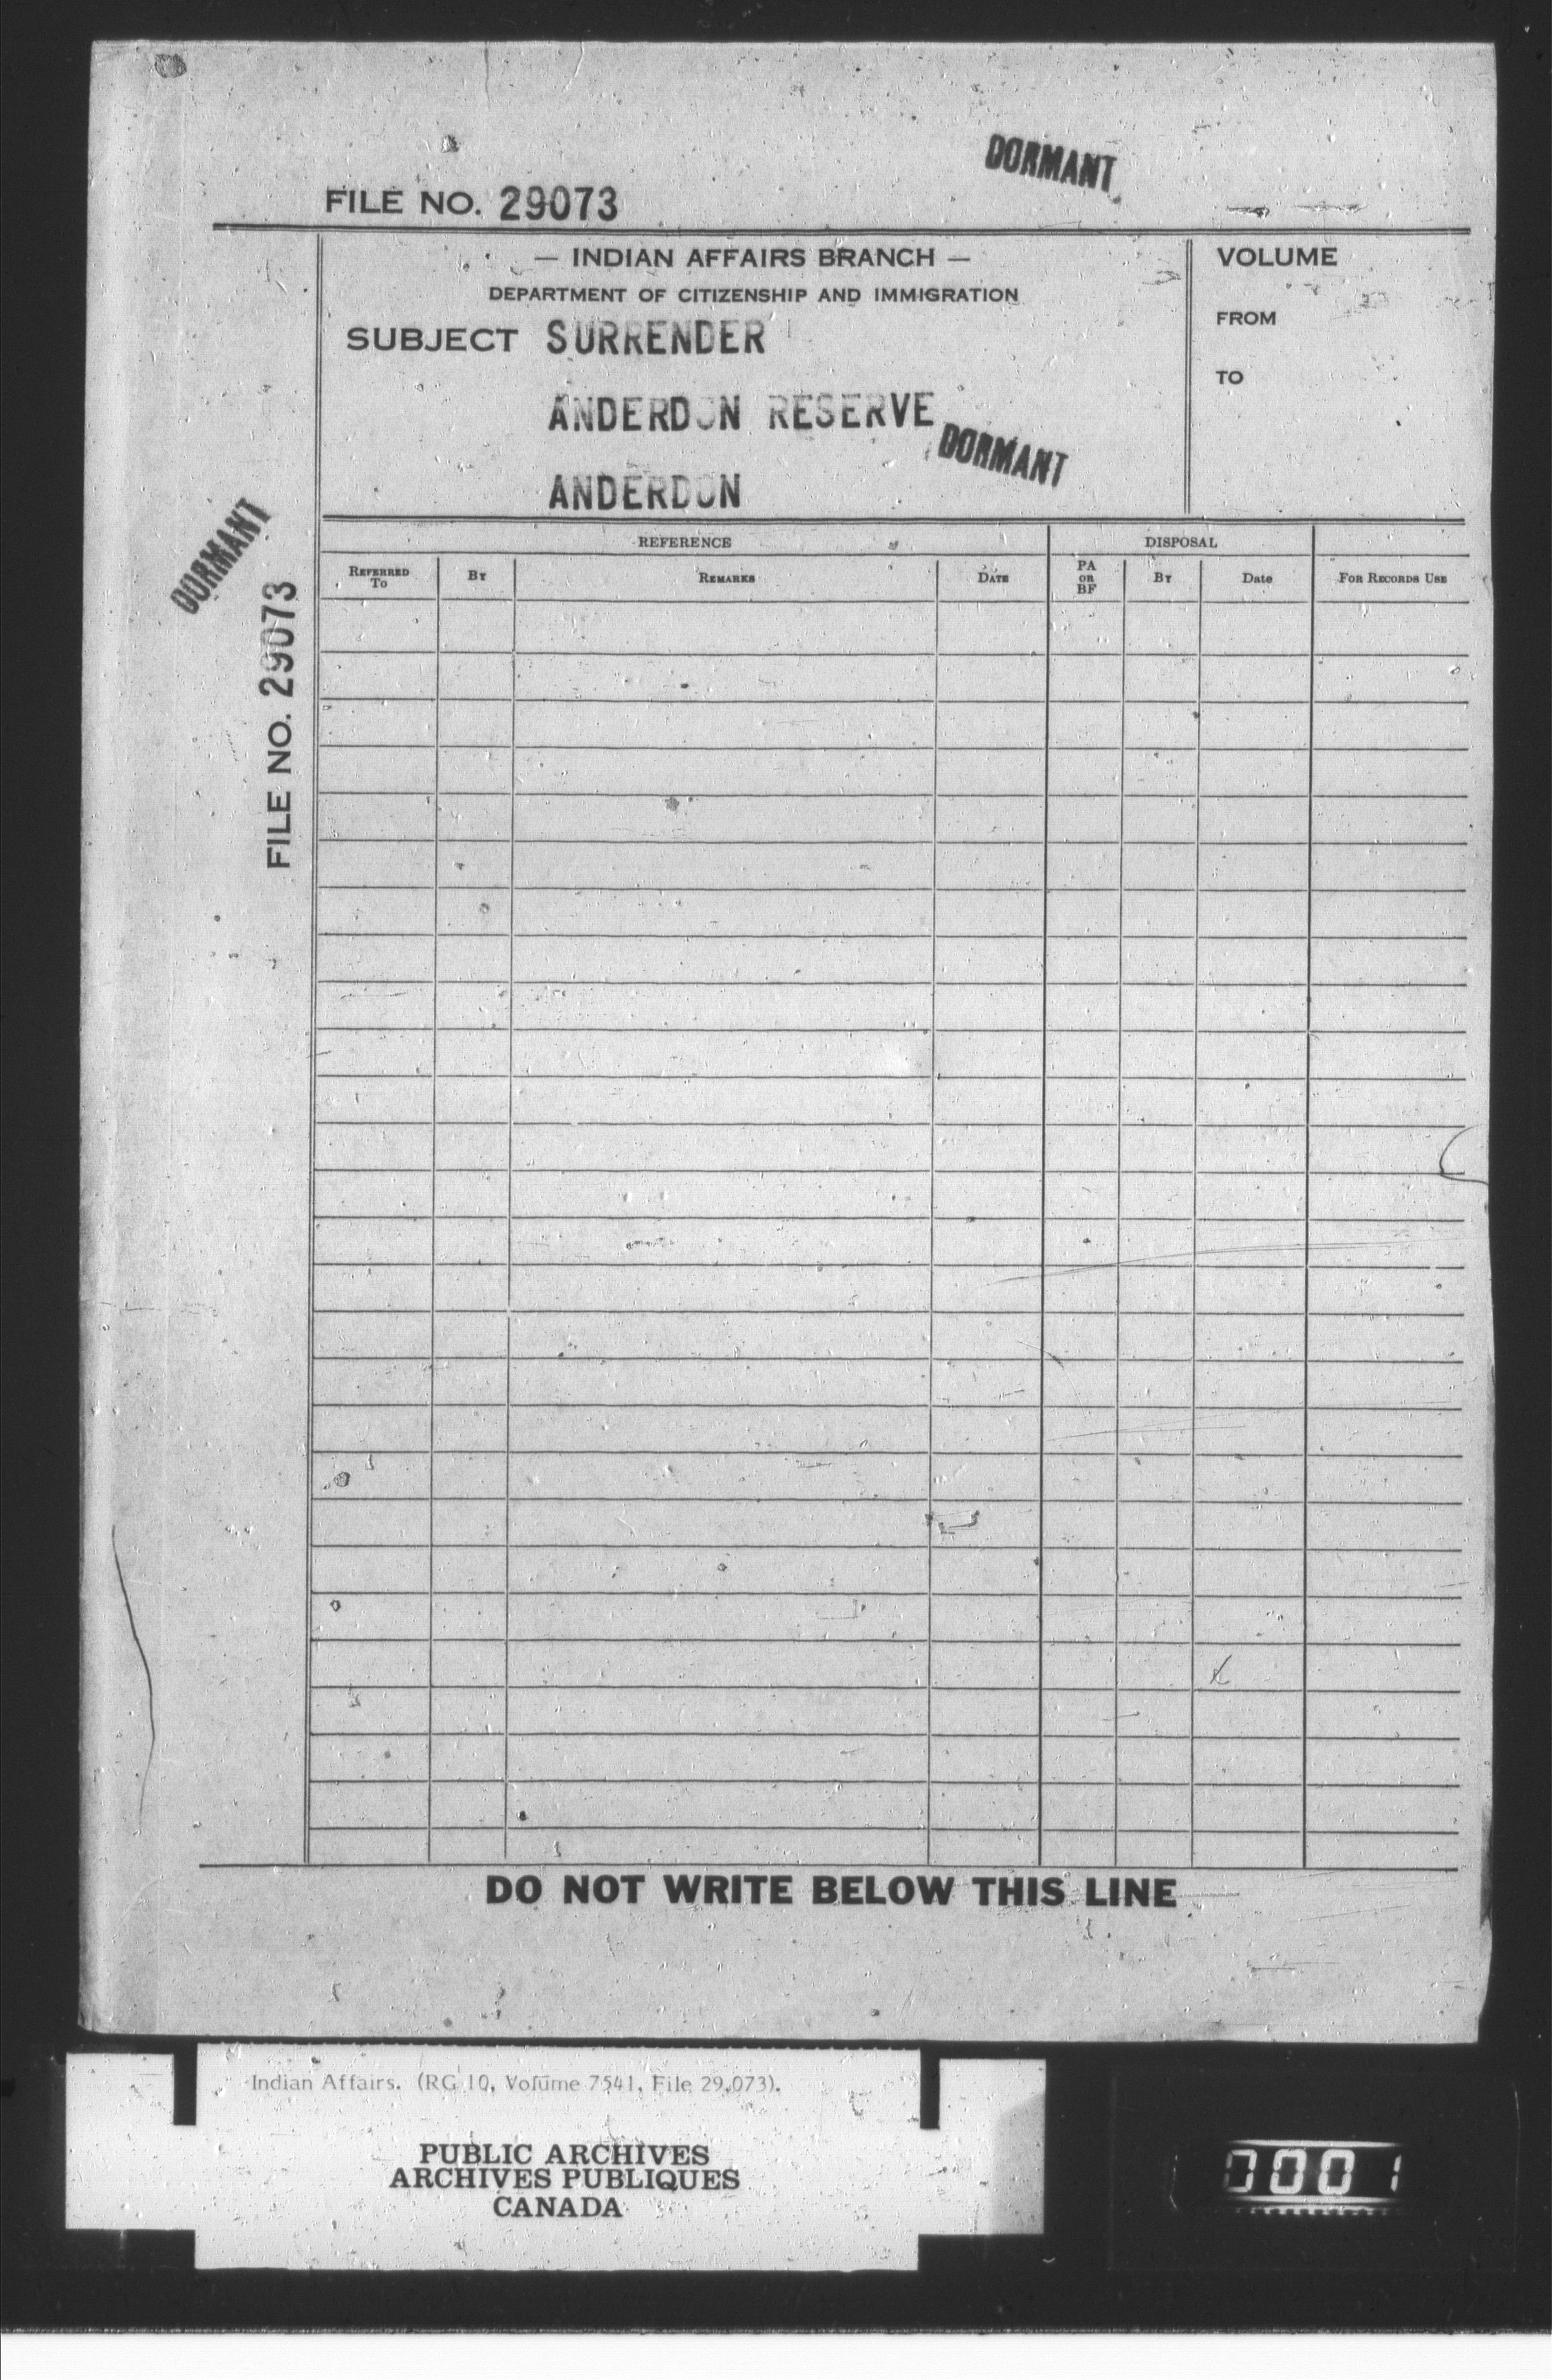 DORMANT
FILE NO. 29073
— INDIAN AFFAIRS BRANCH —
DEPARTMENT OF CITIZENSHIP AND IMMIGRATION
SUBJECT SURRENDER
ANDERDON RESERVE
DORMANT
ANDERDON
VOLUME
FROM
TO
DORMANT
FILE NO. 29073
REFERENCE
DISPOSAL
REFERRED
TO
BY
REMARKS
DATE
PA
OR
BF
BY
Date
FOR RECORDS USE
DO NOT WRITE BELOW THIS LINE
Indian Affairs. (RG 10, Volume 7541, File 29,073).
PUBLIC ARCHIVES
ARCHIVES PUBLIQUES
CANADA
0001